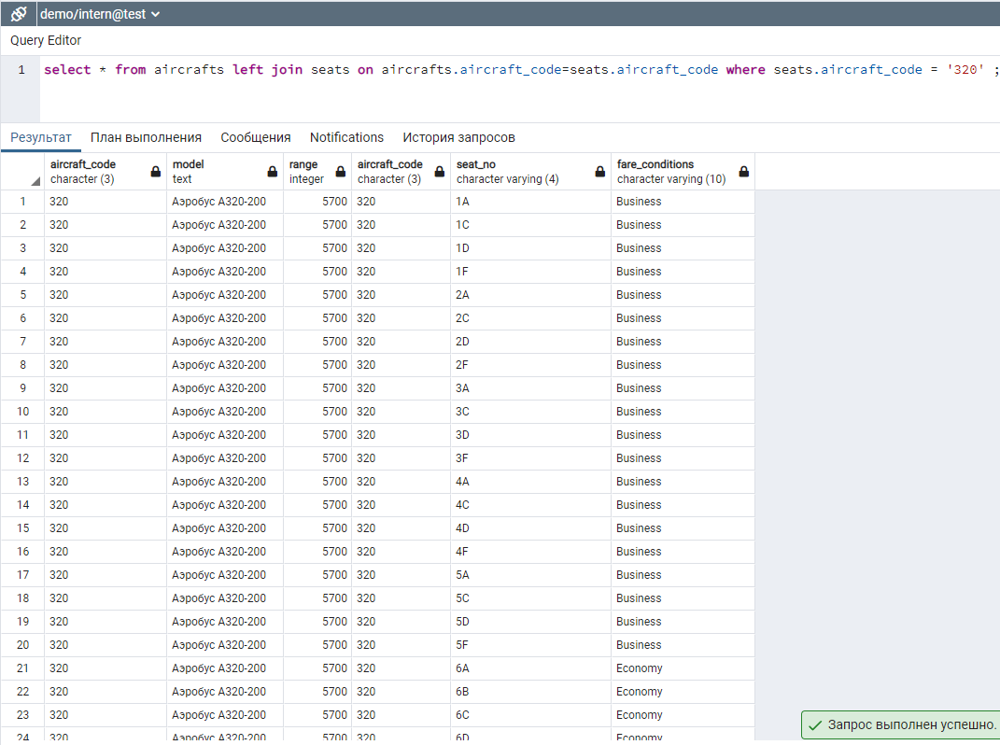 demo/intern@test
Query Editor
1 select * from aircrafts left join seats on aircrafts.aircraft_code=seats.aircraft_code where seats.aircraft_code = '320' ;
Результат План выполнения Сообщения Notifications История запросов
aircraft_code model range aircraft_code seat_no fare_conditions
character (3) text integer character (3) character varying (4) character varying (10)
1 320 Аэробус A320-200 5700 320 1A Business
2 320 Аэробус A320-200 5700 320 1C Business
3 320 Аэробус A320-200 5700 320 1D Business
4 320 Аэробус A320-200 5700 320 1F Business
5 320 Аэробус A320-200 5700 320 2A Business
6 320 Аэробус A320-200 5700 320 2C Business
7 320 Аэробус A320-200 5700 320 2D Business
8 320 Аэробус A320-200 5700 320 2F Business
9 320 Аэробус A320-200 5700 320 3A Business
10 320 Аэробус A320-200 5700 320 3C Business
11 320 Аэробус A320-200 5700 320 3D Business
12 320 Аэробус A320-200 5700 320 3F Business
13 320 Аэробус A320-200 5700 320 4A Business
14 320 Аэробус A320-200 5700 320 4C Business
15 320 Аэробус A320-200 5700 320 4D Business
16 320 Аэробус A320-200 5700 320 4F Business
17 320 Аэробус A320-200 5700 320 5A Business
18 320 Аэробус A320-200 5700 320 5C Business
19 320 Аэробус A320-200 5700 320 5D Business
20 320 Аэробус A320-200 5700 320 5F Business
21 320 Аэробус A320-200 5700 320 6A Economy
22 320 Аэробус A320-200 5700 320 6B Economy
23 320 Аэробус A320-200 5700 320 6C Economy
24 320 Аэробус A320-200 5700 320 6D Economy
Запрос выполнен успешно.